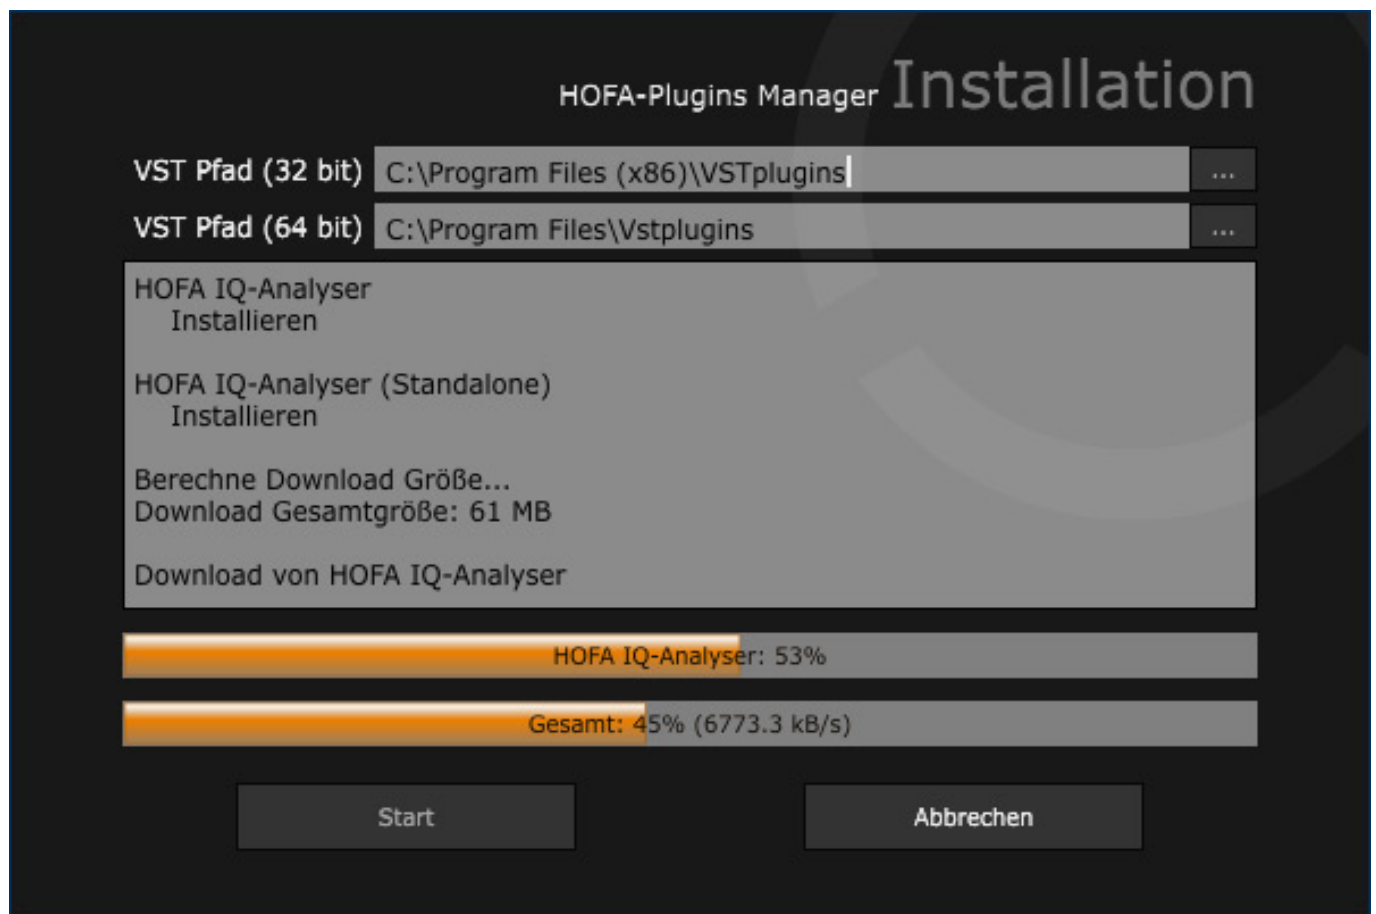 HOFA-Plugins Manager Installation
VST Pfad (32 bit) C:\Program Files (x86)\VSTplugins ...
VST Pfad (64 bit) C:\Program Files\Vstplugins ...
HOFA IQ-Analyser
Installieren
HOFA IQ-Analyser (Standalone)
Installieren
Berechne Download Größe...
Download Gesamtgröße: 61 MB
Download von HOFA IQ-Analyser
HOFA IQ-Analyser: 53%
Gesamt: 45% (6773.3 kB/s)
Start Abbrechen